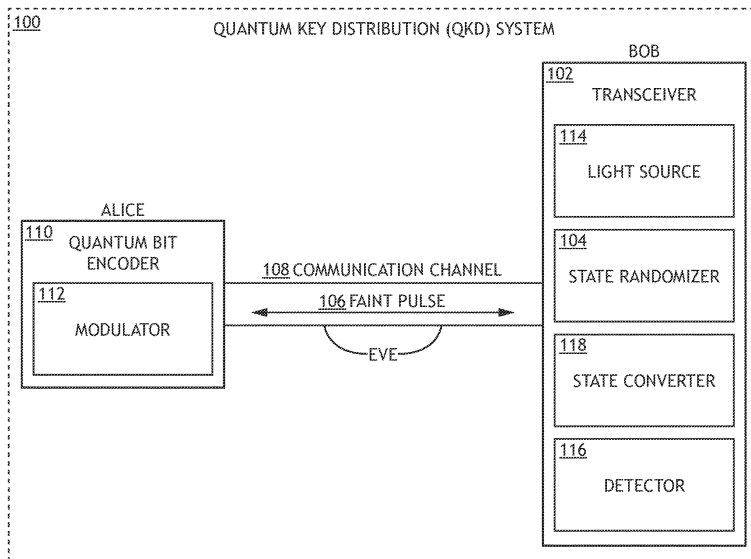 100
QUANTUM KEY DISTRIBUTION (QKD) SYSTEM
BOB
102
TRANSCEIVER
114
LIGHT SOURCE
ALICE
110
QUANTUM BIT
ENCODER
112
MODULATOR
108 COMMUNICATION CHANNEL
106 FAINT PULSE
EVE
104
STATE RANDOMIZER
118
STATE CONVERTER
116
DETECTOR